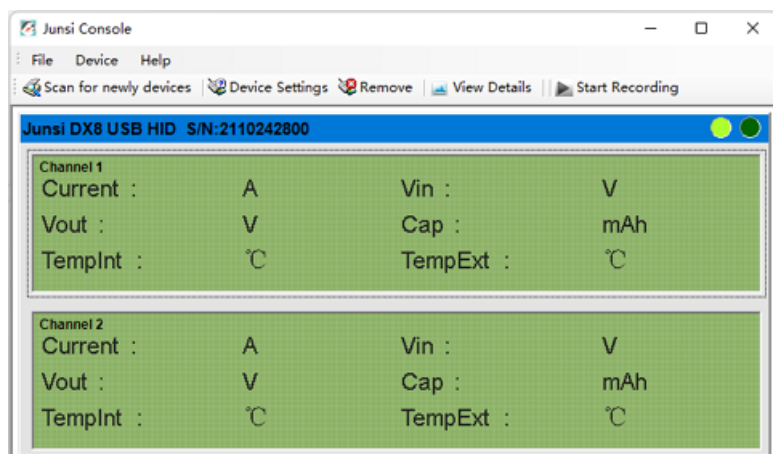 Junsi Console
File Device Help
Scan for newly devices Device Settings Remove View Details Start Recording
Junsi DX8 USB HID S/N:2110242800
Channel 1
Current : A Vin : V
Vout : V Cap : mAh
TempInt : ℃ TempExt : ℃
Channel 2
Current : A Vin : V
Vout : V Cap : mAh
TempInt : ℃ TempExt : ℃